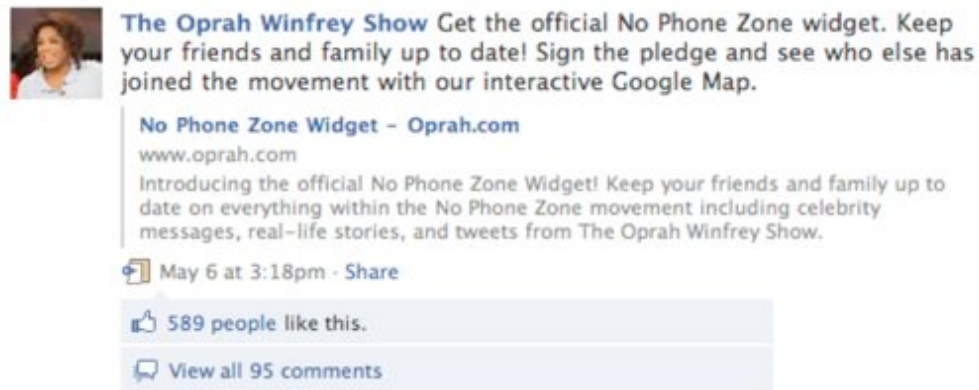 The Oprah Winfrey Show Get the official No Phone Zone widget. Keep
your friends and family up to date! Sign the pledge and see who else has
joined the movement with our interactive Google Map.
No Phone Zone Widget – Oprah.com
www.oprah.com
Introducing the official No Phone Zone Widget! Keep your friends and family up to
date on everything within the No Phone Zone movement including celebrity
messages, real-life stories, and tweets from The Oprah Winfrey Show.
May 6 at 3:18pm · Share
589 people like this.
View all 95 comments